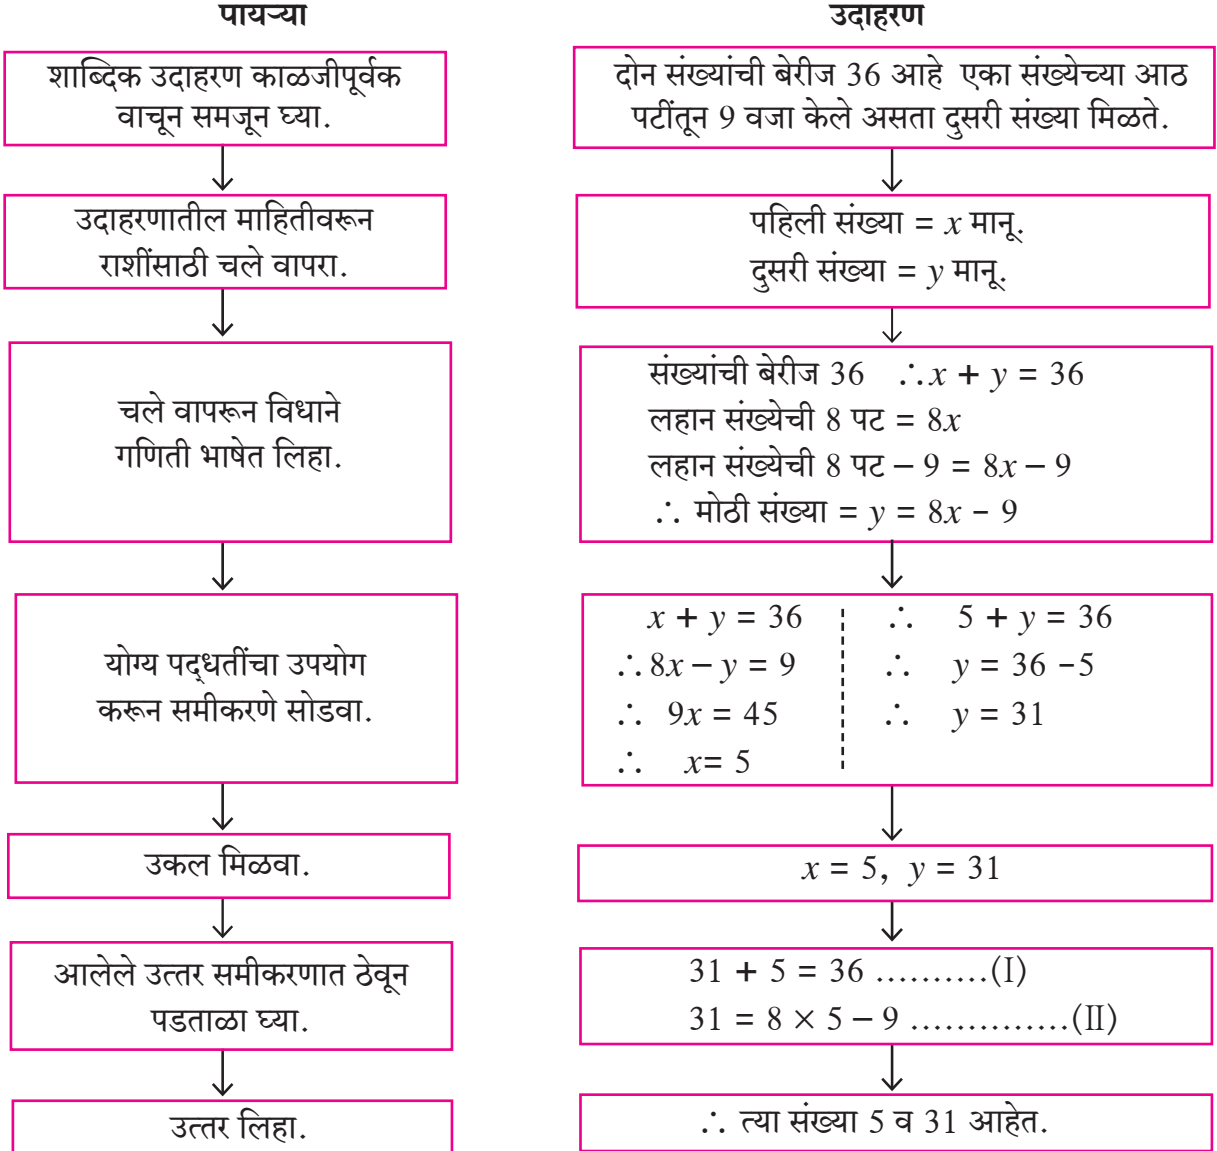 पायऱ्या
शाब्दिक उदाहरण काळजीपूर्वक
वाचून समजून घ्या.
उदाहरणातील माहितीवरून
राशींसाठी चले वापरा.
चले वापरून विधाने
गणिती भाषेत लिहा.
योग्य पद्धतींचा उपयोग
करून समीकरणे सोडवा.
उकल मिळवा.
आलेले उत्तर समीकरणात ठेवून
पडताळा घ्या.
उत्तर लिहा.
उदाहरण
दोन संख्यांची बेरीज 36 आहे एका संख्येच्या आठ
पटींतून 9 वजा केले असता दुसरी संख्या मिळते.
पहिली संख्या = x मानू.
दुसरी संख्या = y मानू.
संख्यांची बेरीज 36 ∴x + y = 36
लहान संख्येची 8 पट = 8x
लहान संख्येची 8 पट – 9 = 8x – 9
∴ मोठी संख्या = y = 8x - 9
x + y = 36
∴8x – y = 9
∴ 9x = 45
∴ x= 5
∴ 5 + y = 36
∴ y = 36 -5
∴ y = 31
x = 5, y = 31
31 + 5 = 36 ..........(I)
31 = 8 × 5 – 9 ...............(II)
∴ त्या संख्या 5 व 31 आहेत.